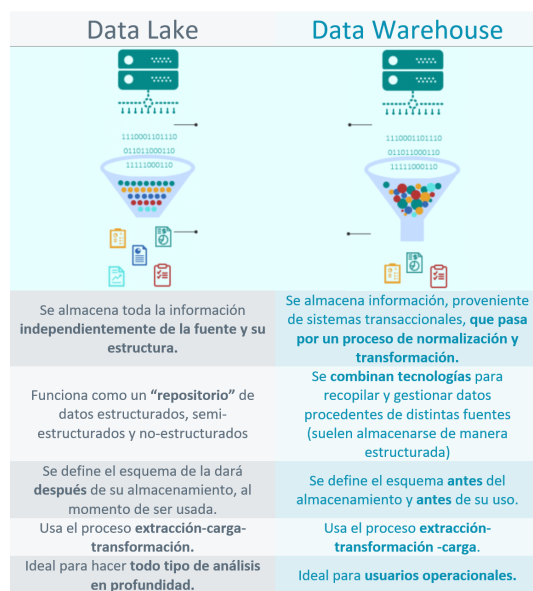 Data Lake
Data Warehouse
1110001101110
011011000110
11111000110
1110001101110
011011000110
11111000110
Se almacena toda la información
independientemente de la fuente y su
estructura.
Se almacena información, proveniente
de sistemas transaccionales, que pasa
por un proceso de normalización y
transformación.
Funciona como un “repositorio” de
datos estructurados, semi-
estructurados y no-estructurados
Se combinan tecnologías para
recopilar y gestionar datos
procedentes de distintas fuentes
(suelen almacenarse de manera
estructurada)
Se define el esquema de la dará
después de su almacenamiento, al
momento de ser usada.
Se define el esquema antes del
almacenamiento y antes de su uso.
Usa el proceso extracción-carga-
transformación.
Usa el proceso extracción-
transformación -carga.
Ideal para hacer todo tipo de análisis
en profundidad.
Ideal para usuarios operacionales.